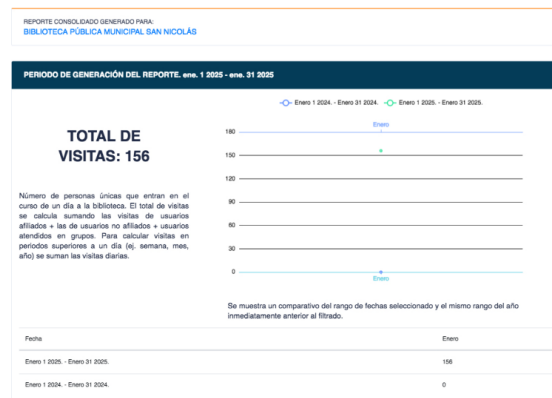 REPORTE CONSOLIDADO GENERADO PARA:
BIBLIOTECA PÚBLICA MUNICIPAL SAN NICOLÁS
PERIODO DE GENERACIÓN DEL REPORTE. ene. 1 2025 - ene. 31 2025
TOTAL DE
VISITAS: 156
Número de personas únicas que entran en el
curso de un día a la biblioteca. El total de visitas
se calcula sumando las visitas de usuarios
afiliados + las de usuarios no afiliados + usuarios
atendidos en grupos. Para calcular visitas en
periodos superiores a un día (ej. semana, mes,
año) se suman las visitas diarias.
Enero 1 2024. - Enero 31 2024.
Enero 1 2025. - Enero 31 2025.
Enero
180
150
120
90
60
30
0
Enero
Se muestra un comparativo del rango de fechas seleccionado y el mismo rango del año
inmediatamente anterior al filtrado.
Fecha Enero
Enero 1 2025. - Enero 31 2025. 156
Enero 1 2024. - Enero 31 2024. 0